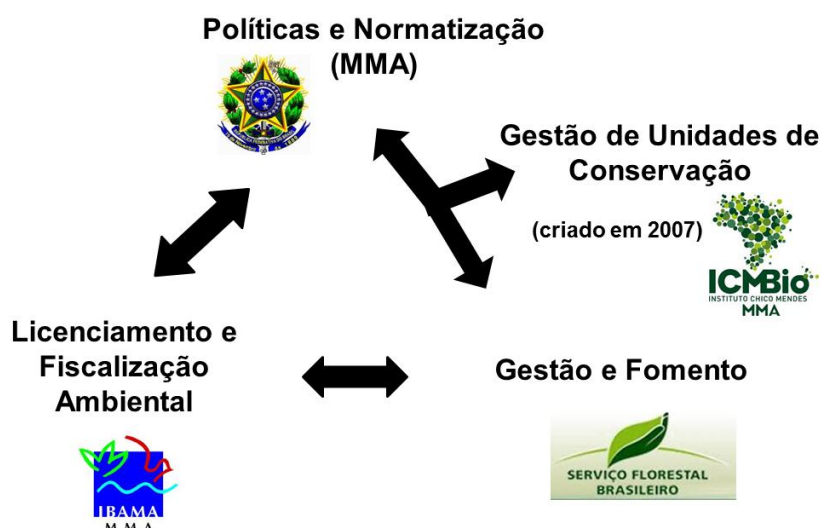 Políticas e Normatização
(MMA)
Gestão de Unidades de
Conservação
(criado em 2007)
ICMBio
INSTITUTO CHICO MENDES
MMA
Licenciamento e
Fiscalização
Ambiental
Gestão e Fomento
IBAMA
M M A
SERVIÇO FLORESTAL
BRASILEIRO